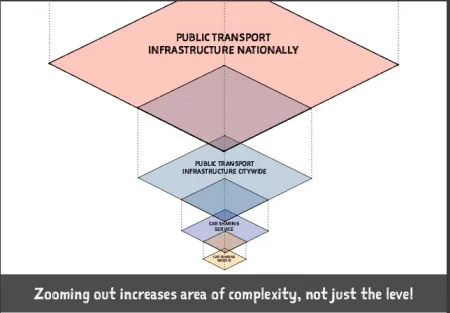 PUBLIC TRANSPORT
INFRASTRUCTURE NATIONALLY
PUBLIC TRANSPORT
INFRASTRUCTURE CITYWIDE
CAR SHARING
SERVICE
CAR SHARING
WEBSITE
Zooming out increases area of complexity, not just the level